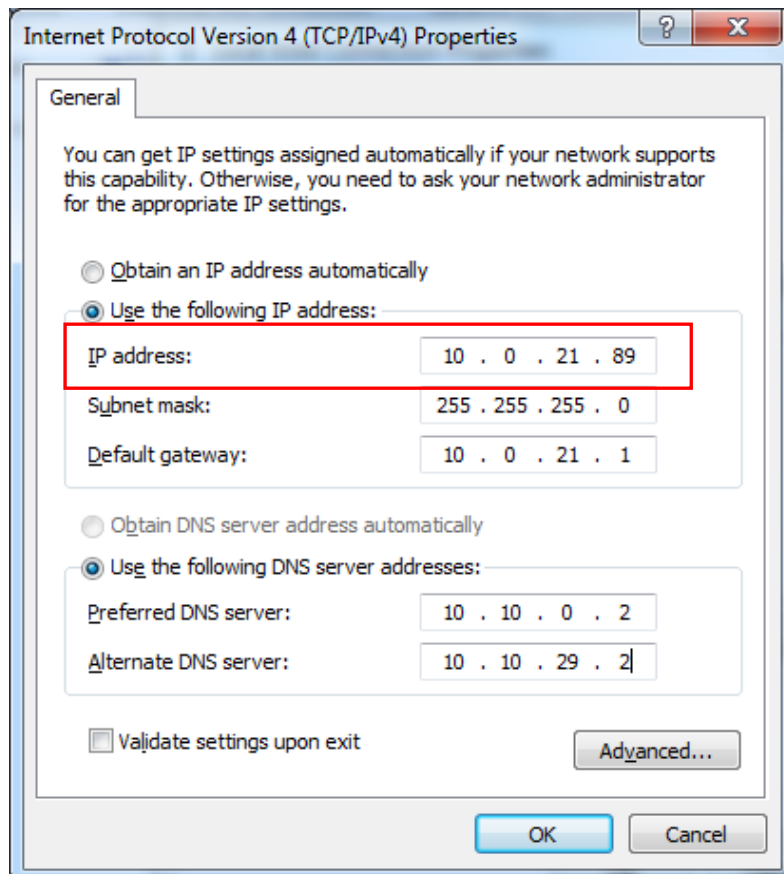 Internet Protocol Version 4 (TCP/IPv4) Properties
General
You can get IP settings assigned automatically if your network supports
this capability. Otherwise, you need to ask your network administrator
for the appropriate IP settings.
Obtain an IP address automatically
Use the following IP address:
IP address: 10 . 0 . 21 . 89
Subnet mask: 255 . 255 . 255 . 0
Default gateway: 10 . 0 . 21 . 1
Obtain DNS server address automatically
Use the following DNS server addresses:
Preferred DNS server: 10 . 10 . 0 . 2
Alternate DNS server: 10 . 10 . 29 . 2
Validate settings upon exit
Advanced...
OK Cancel